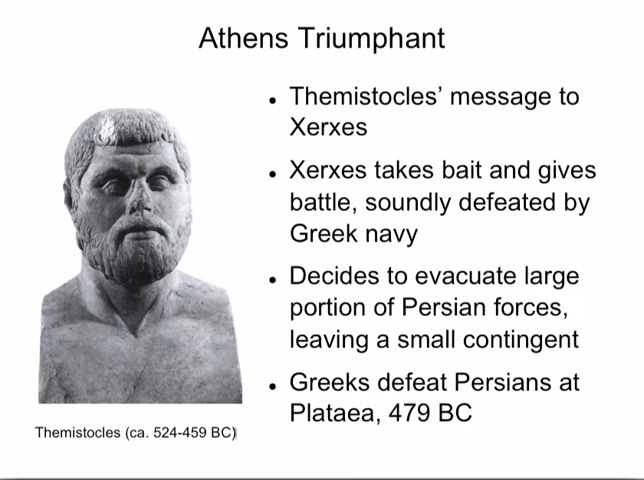 Athens Triumphant
• Themistocles’ message to
Xerxes
• Xerxes takes bait and gives
battle, soundly defeated by
Greek navy
• Decides to evacuate large
portion of Persian forces,
leaving a small contingent
• Greeks defeat Persians at
Plataea, 479 BC
Themistocles (ca. 524-459 BC)